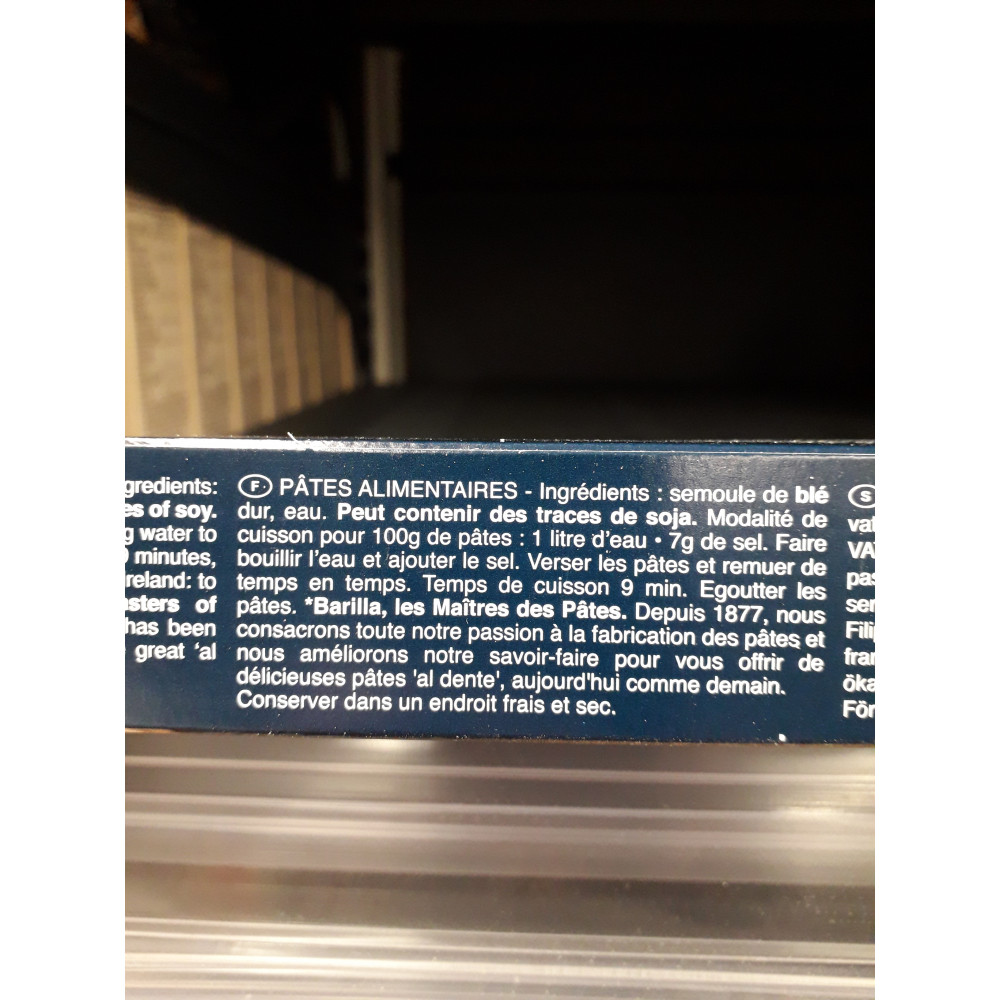 gredients:
es of soy.
g water to
minutes,
reland: to
sters of
has been
great 'al
F PÂTES ALIMENTAIRES - Ingrédients : semoule de blé
dur, eau. Peut contenir des traces de soja. Modalité de
cuisson pour 100g de pâtes : 1 litre d'eau • 7g de sel. Faire
bouillir l'eau et ajouter le sel. Verser les pâtes et remuer de
temps en temps. Temps de cuisson 9 min. Egoutter les
pâtes. *Barilla, les Maîtres des Pâtes. Depuis 1877, nous
consacrons toute notre passion à la fabrication des pâtes et
nous améliorons notre savoir-faire pour vous offrir de
délicieuses pâtes 'al dente', aujourd'hui comme demain.
Conserver dans un endroit frais et sec.
S
val
VA
pas
ser
Fili
fran
öka
För